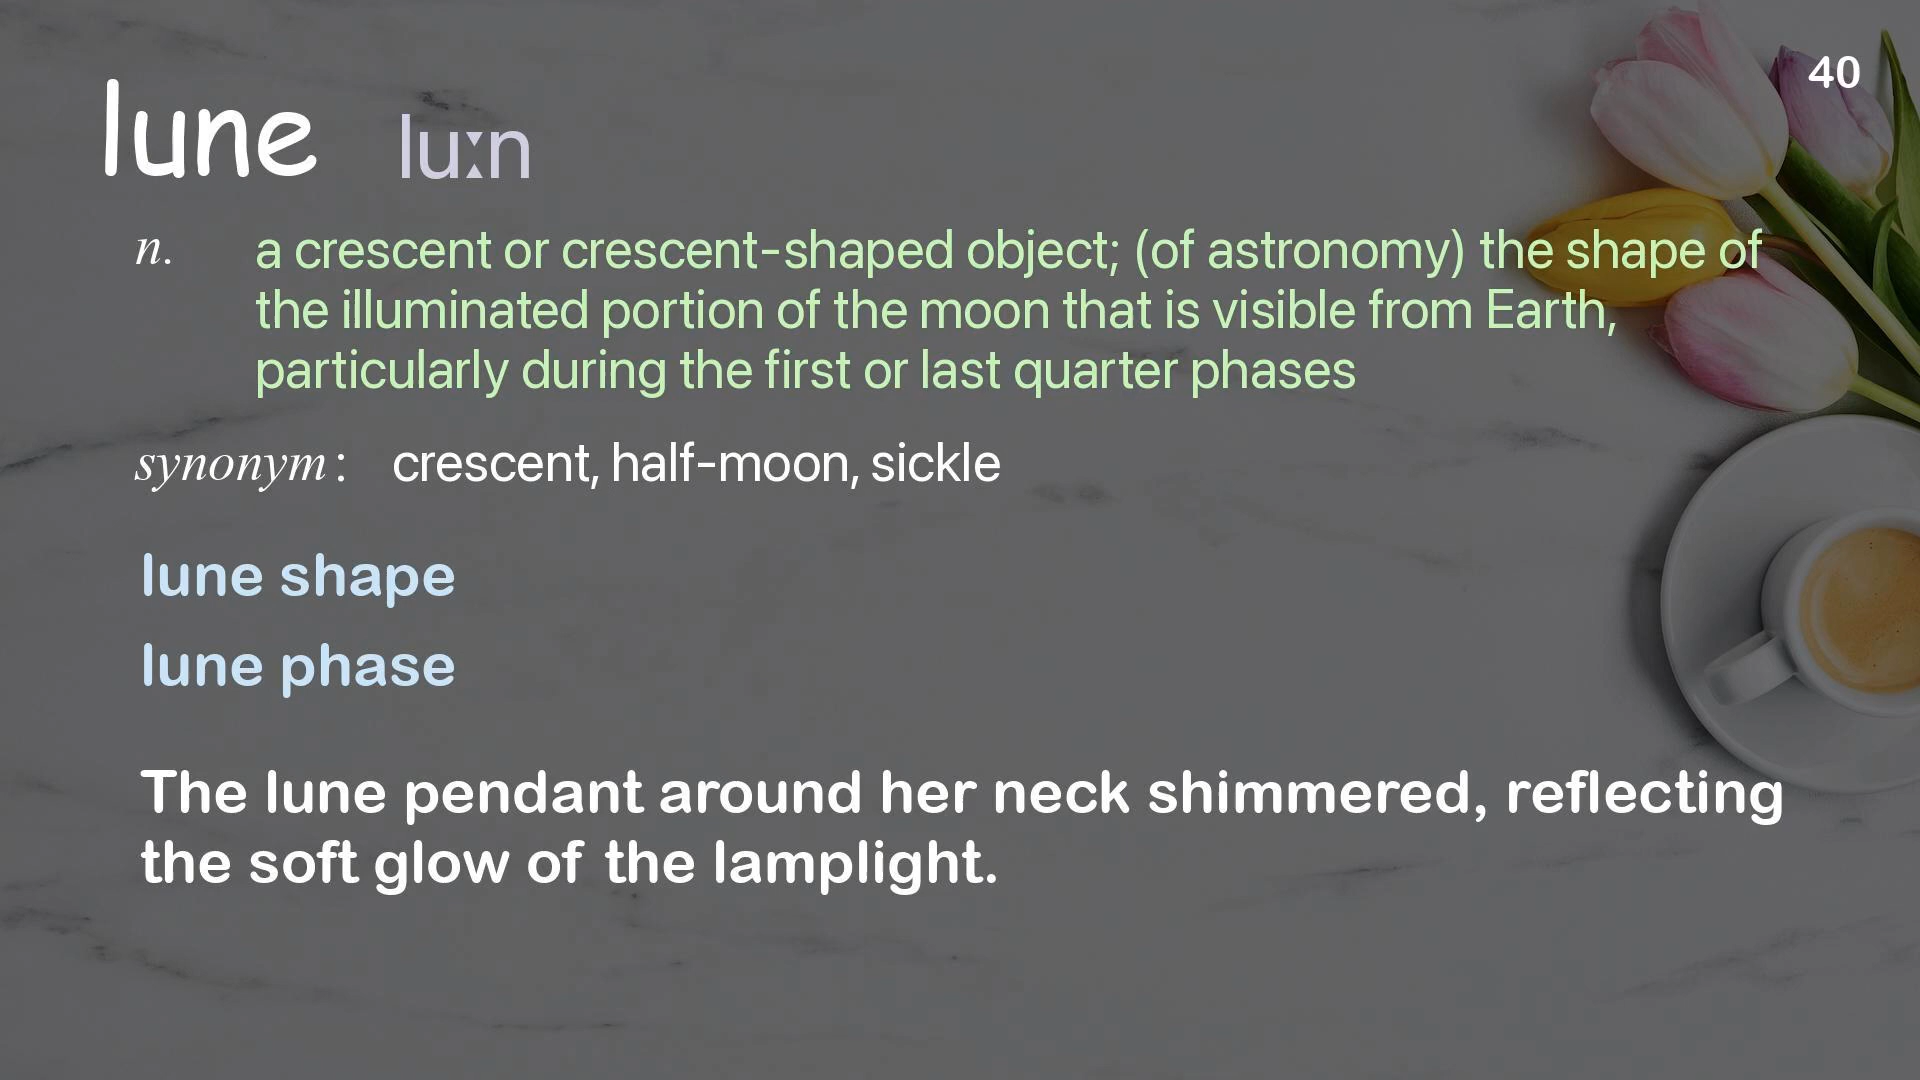 40
lune luːn
n. a crescent or crescent-shaped object; (of astronomy) the shape of
the illuminated portion of the moon that is visible from Earth,
particularly during the first or last quarter phases
synonym: crescent, half-moon, sickle
lune shape
lune phase
The lune pendant around her neck shimmered, reflecting
the soft glow of the lamplight.